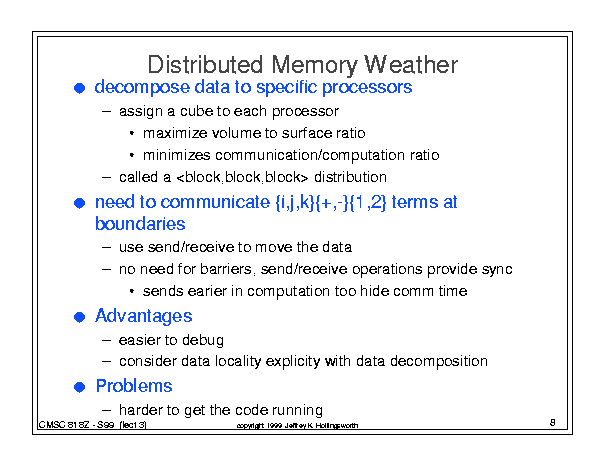 Distributed Memory Weather
● decompose data to specific processors
– assign a cube to each processor
• maximize volume to surface ratio
• minimizes communication/computation ratio
– called a <block,block,block> distribution
● need to communicate {i,j,k}{+,-}{1,2} terms at
boundaries
– use send/receive to move the data
– no need for barriers, send/receive operations provide sync
• sends earier in computation too hide comm time
● Advantages
– easier to debug
– consider data locality explicity with data decomposition
● Problems
– harder to get the code running
CMSC 818Z - S99 (lect 3)
copyright 1999 Jeffrey K. Hollingsworth
8